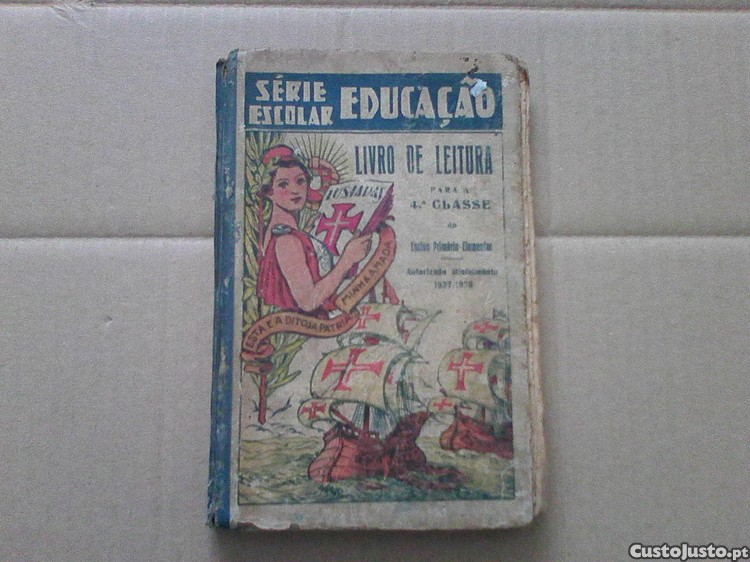 SÉRIE ESCOLAR EDUCAÇÃO
LIVRO DE LEITURA
PARA A
4.ª CLASSE
do
Ensino Primário Elementar
Autorizado Oficialmente
1937-1938
LUSIADAS
ESTA É A DITOSA PATRIA
MINHA AMADA
CustoJusto.pt